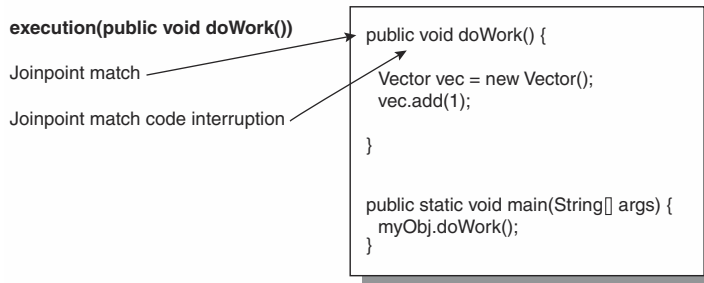 execution(public void doWork())
Joinpoint match
Joinpoint match code interruption
public void doWork() {
Vector vec = new Vector();
vec.add(1);
}
public static void main(String[] args) {
myObj.doWork();
}